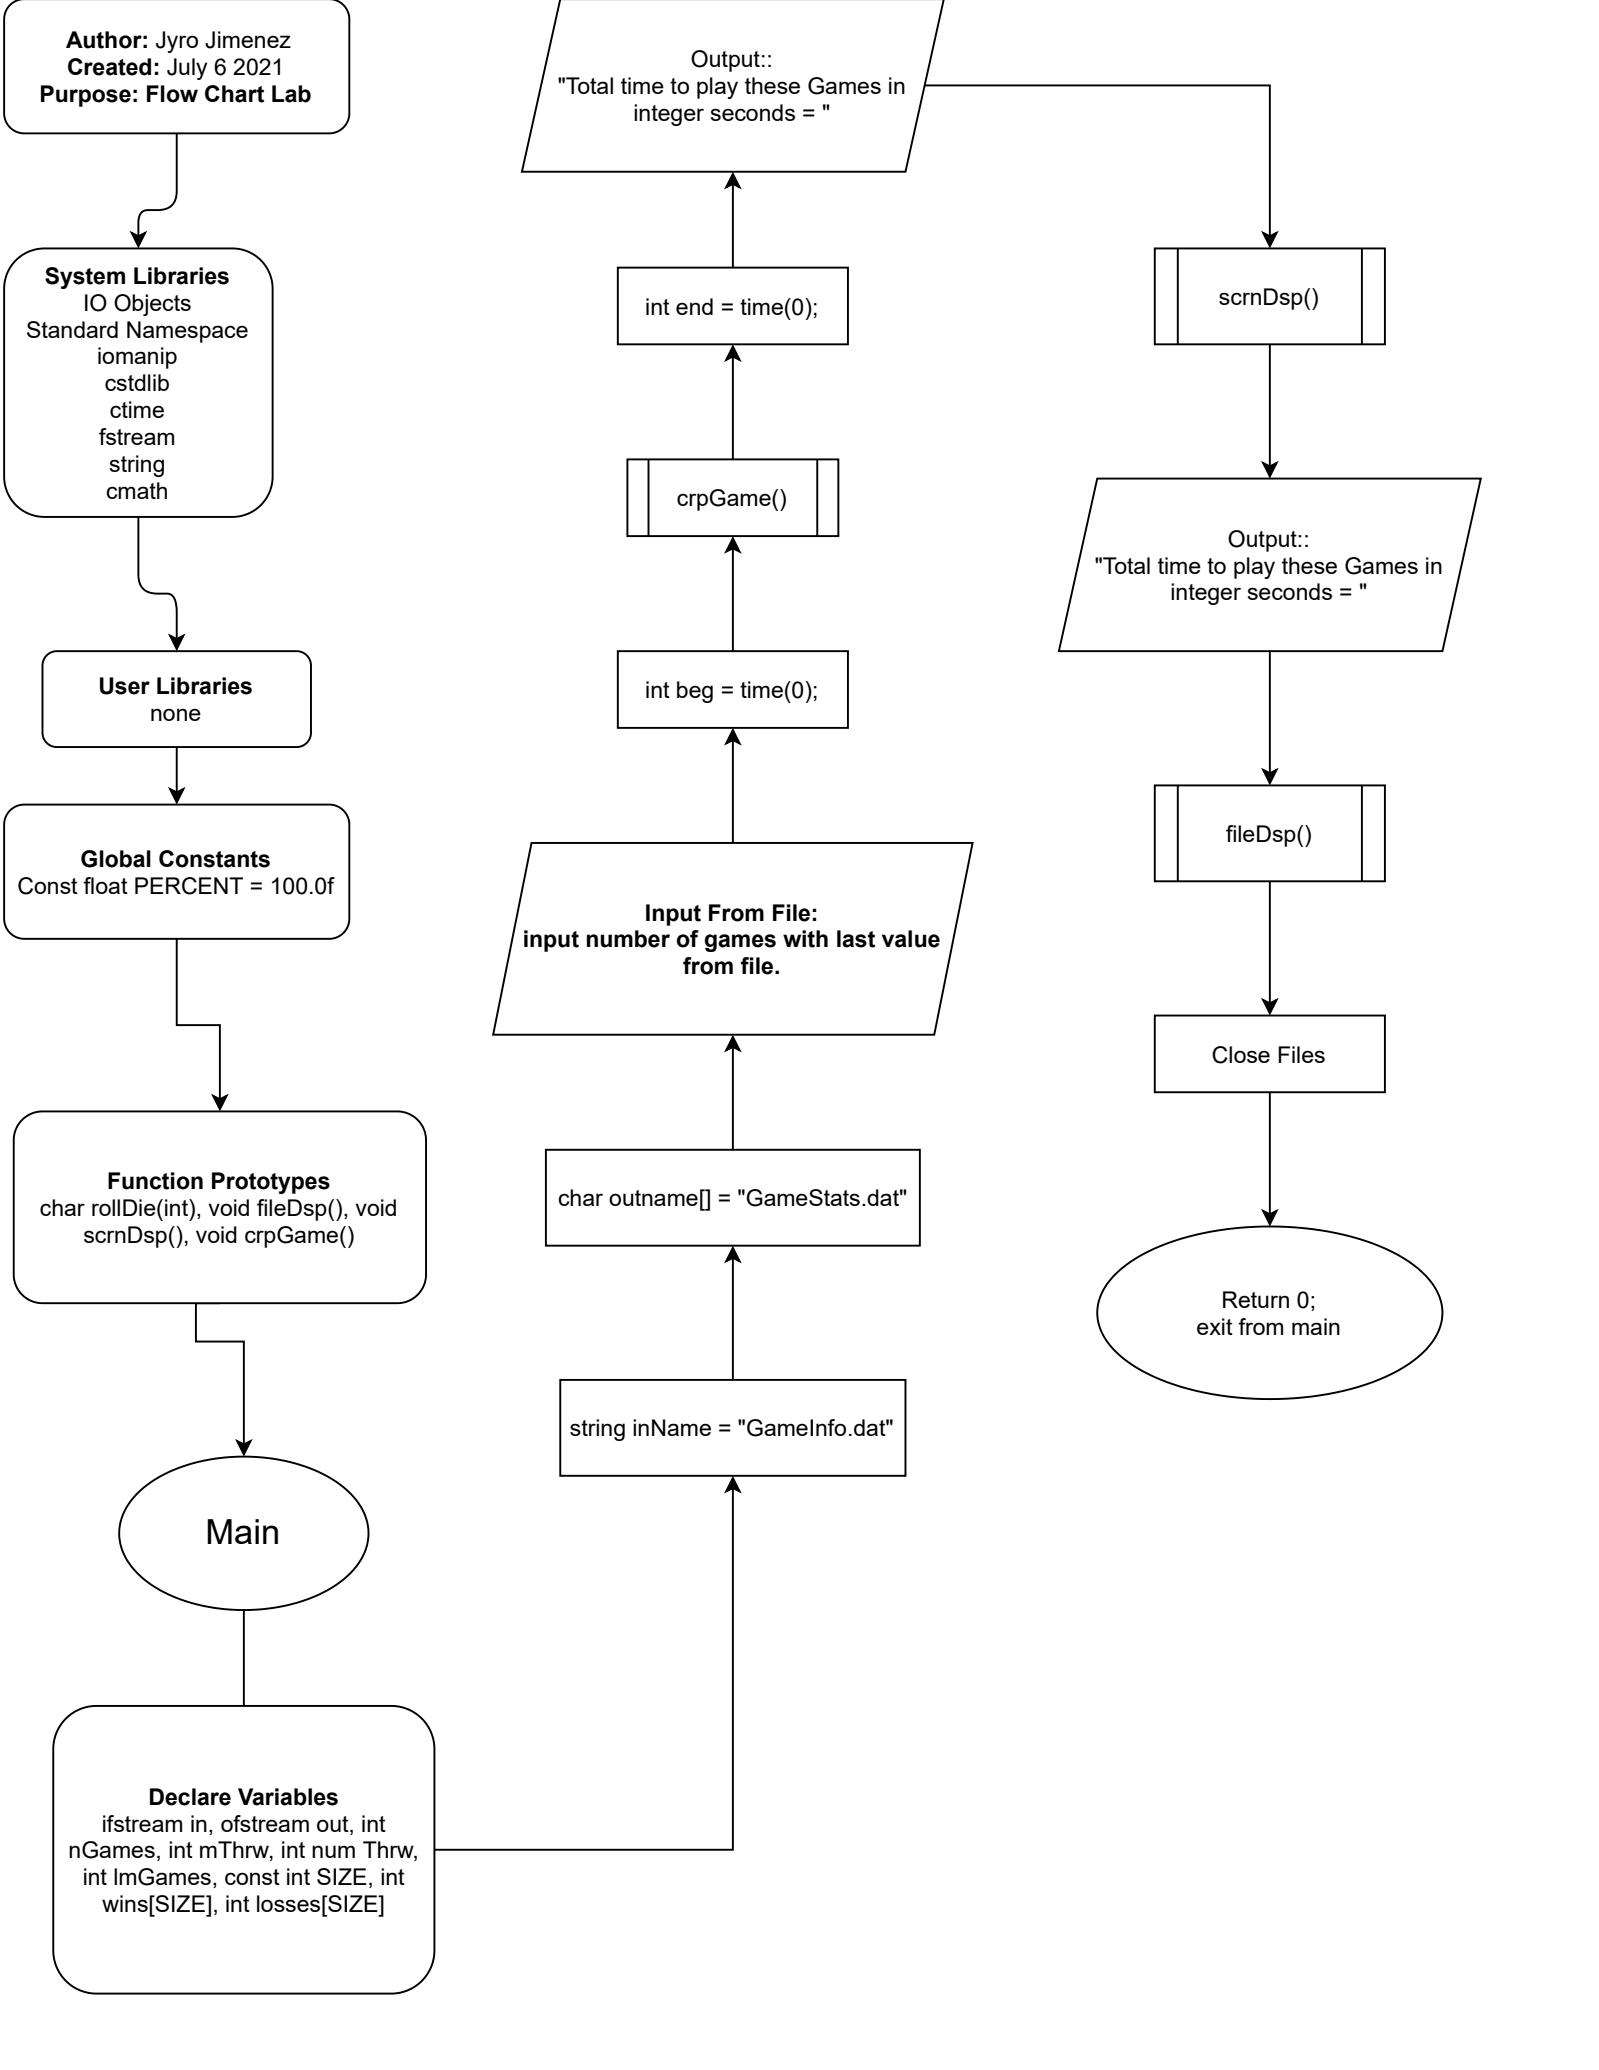 Author: Jyro Jimenez
Created: July 6 2021
Purpose: Flow Chart Lab
System Libraries
IO Objects
Standard Namespace
iomanip
cstdlib
ctime
fstream
string
cmath
User Libraries
none
Global Constants
Const float PERCENT = 100.0f
Function Prototypes
char rollDie(int), void fileDsp(), void
scrnDsp(), void crpGame()
Main
Declare Variables
ifstream in, ofstream out, int
nGames, int mThrw, int num Thrw,
int lmGames, const int SIZE, int
wins[SIZE], int losses[SIZE]
string inName = "GameInfo.dat"
char outname[] = "GameStats.dat"
Input From File:
input number of games with last value
from file.
int beg = time(0);
crpGame()
int end = time(0);
Output::
"Total time to play these Games in
integer seconds = "
scrnDsp()
Output::
"Total time to play these Games in
integer seconds = "
fileDsp()
Close Files
Return 0;
exit from main